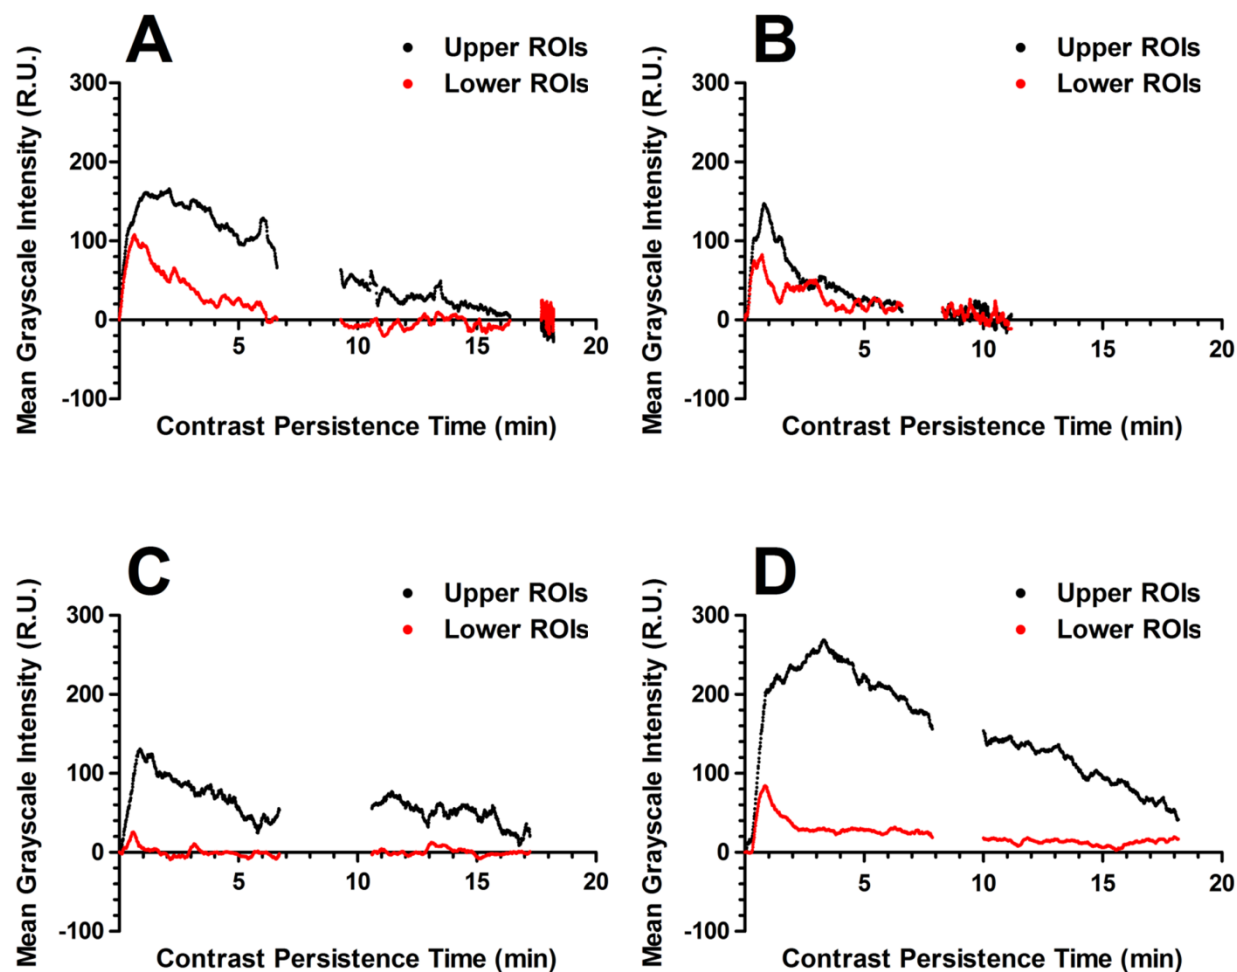 A
Upper ROIs
Lower ROIs
Mean Grayscale Intensity (R.U.)
300
200
100
0
-100
5
10
15
20
Contrast Persistence Time (min)
B
Upper ROIs
Lower ROIs
Mean Grayscale Intensity (R.U.)
300
200
100
0
-100
5
10
15
20
Contrast Persistence Time (min)
C
Upper ROIs
Lower ROIs
Mean Grayscale Intensity (R.U.)
300
200
100
0
-100
5
10
15
20
Contrast Persistence Time (min)
D
Upper ROIs
Lower ROIs
Mean Grayscale Intensity (R.U.)
300
200
100
0
-100
5
10
15
20
Contrast Persistence Time (min)